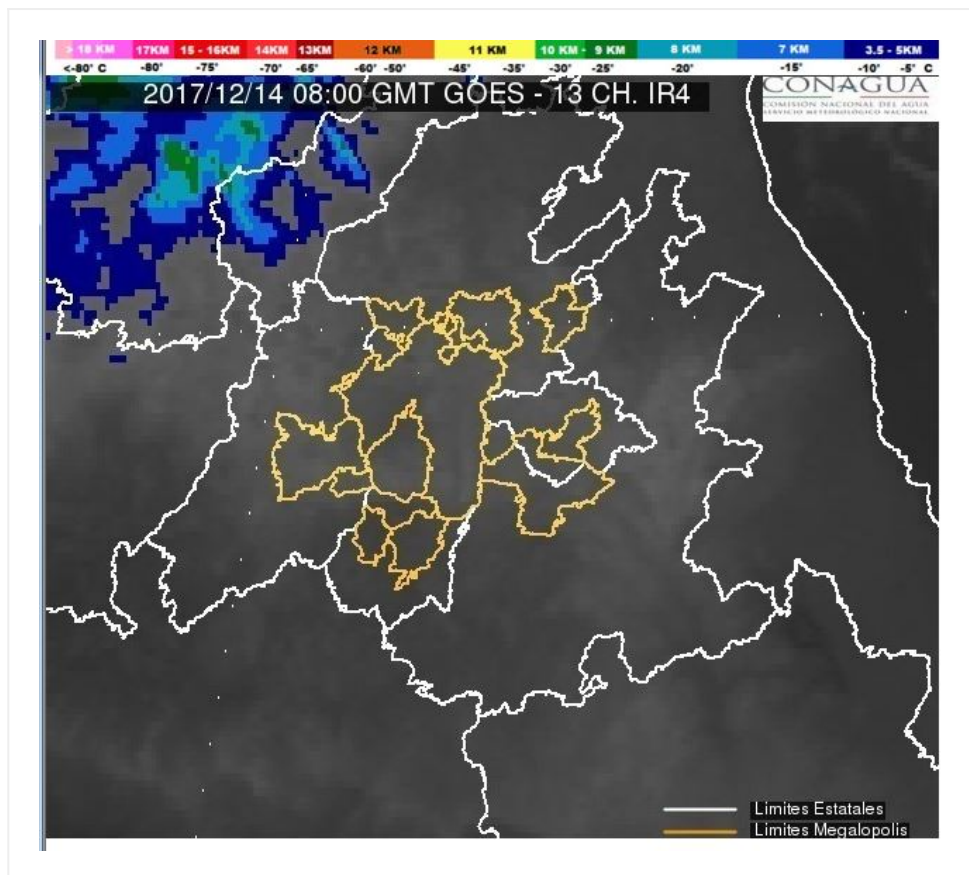 > 18 KM 17KM 15 - 16KM 14KM 13KM 12 KM 11 KM 10 KM - 9 KM 8 KM 7 KM 3.5 - 5KM
<-80° C -80° -75° -70° -65° -60° -50° -45° -35° -30° -25° -20° -15° -10° -5° C
2017/12/14 08:00 GMT GOES - 13 CH. IR4
CONAGUA
COMISIÓN NACIONAL DEL AGUA
SERVICIO METEOROLÓGICO NACIONAL
Limites Estatales
Limites Megalopolis